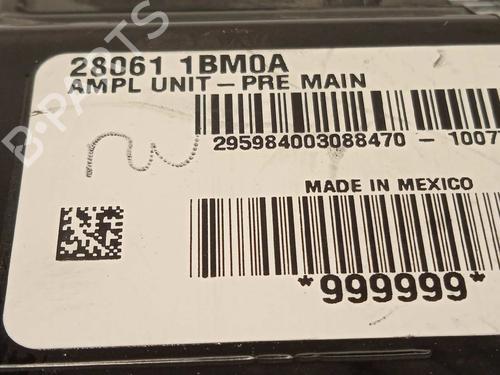 28061 1BM0A
AMPL UNIT – PRE MAIN
295984003088470 – 1007
MADE IN MEXICO
*999999*
B-PARTS